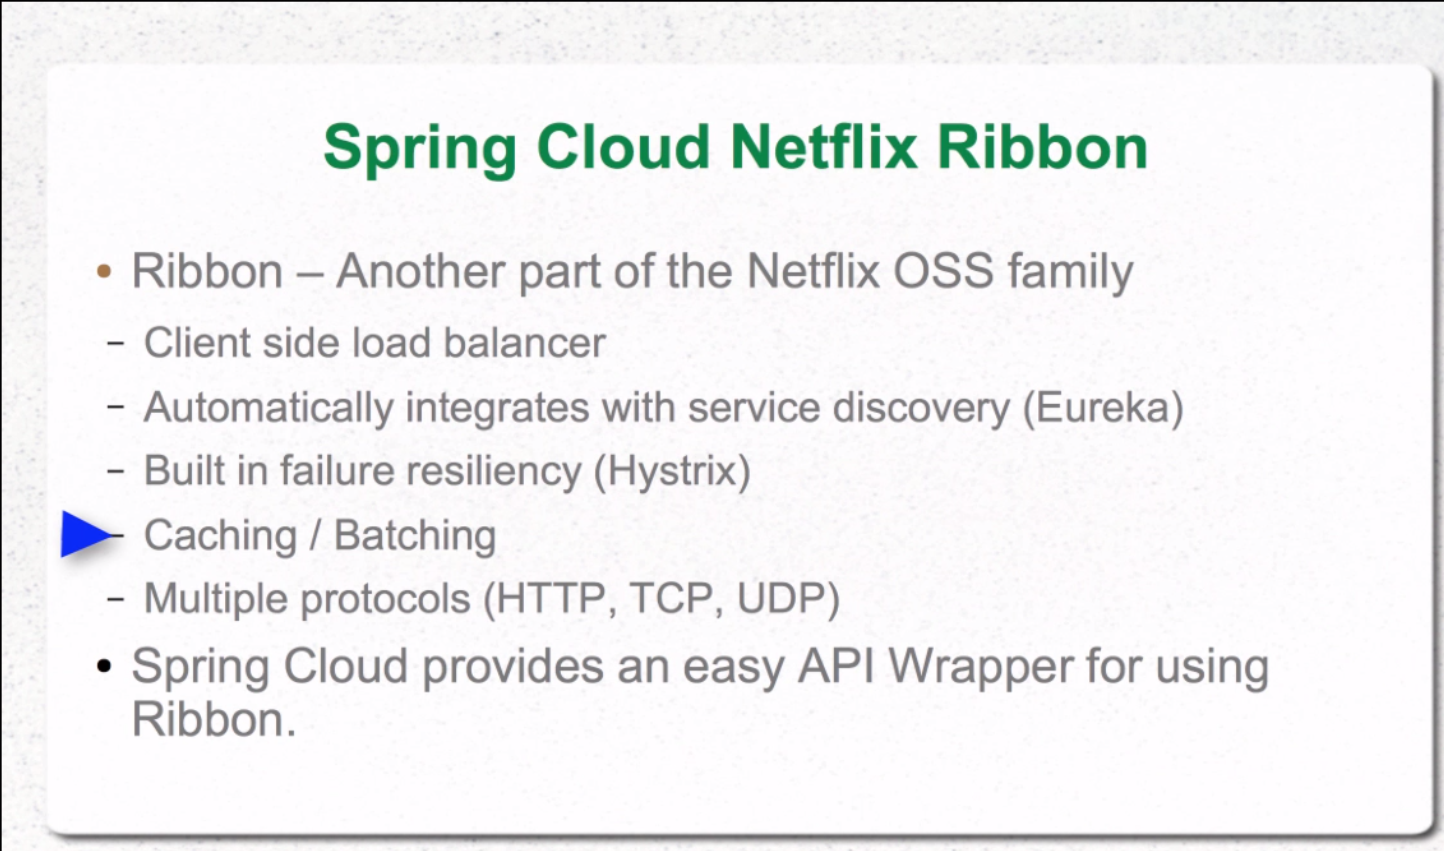 Spring Cloud Netflix Ribbon
• Ribbon – Another part of the Netflix OSS family
– Client side load balancer
– Automatically integrates with service discovery (Eureka)
– Built in failure resiliency (Hystrix)
– Caching / Batching
– Multiple protocols (HTTP, TCP, UDP)
• Spring Cloud provides an easy API Wrapper for using
Ribbon.